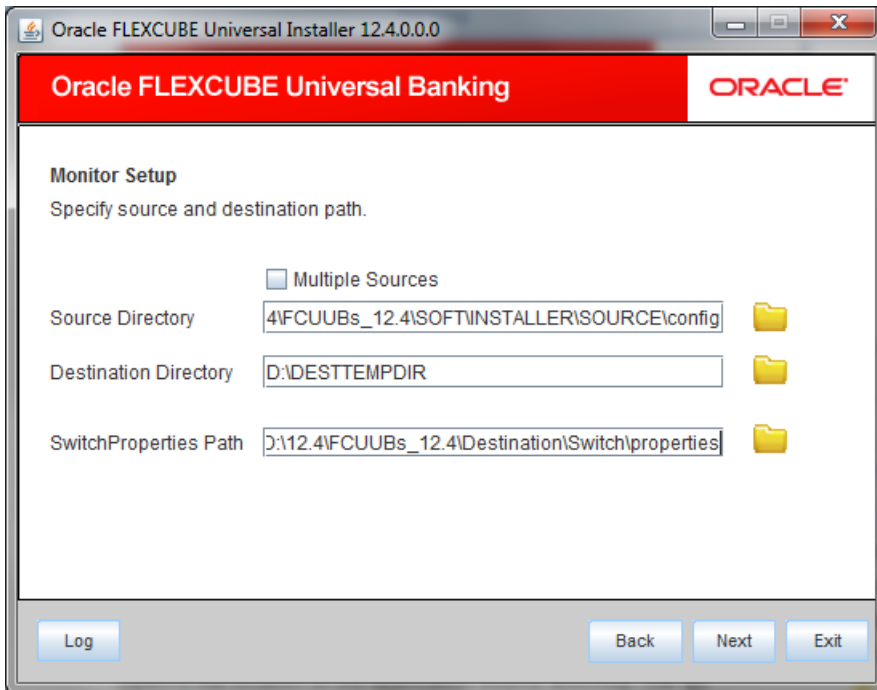 Oracle FLEXCUBE Universal Installer 12.4.0.0.0
Oracle FLEXCUBE Universal Banking
ORACLE
Monitor Setup
Specify source and destination path.
Multiple Sources
Source Directory 4\FCUUBs_12.4\SOFT\INSTALLER\SOURCE\config
Destination Directory D:\DESTTEMPDIR
SwitchProperties Path D:\12.4\FCUUBs_12.4\Destination\Switch\properties
Log Back Next Exit